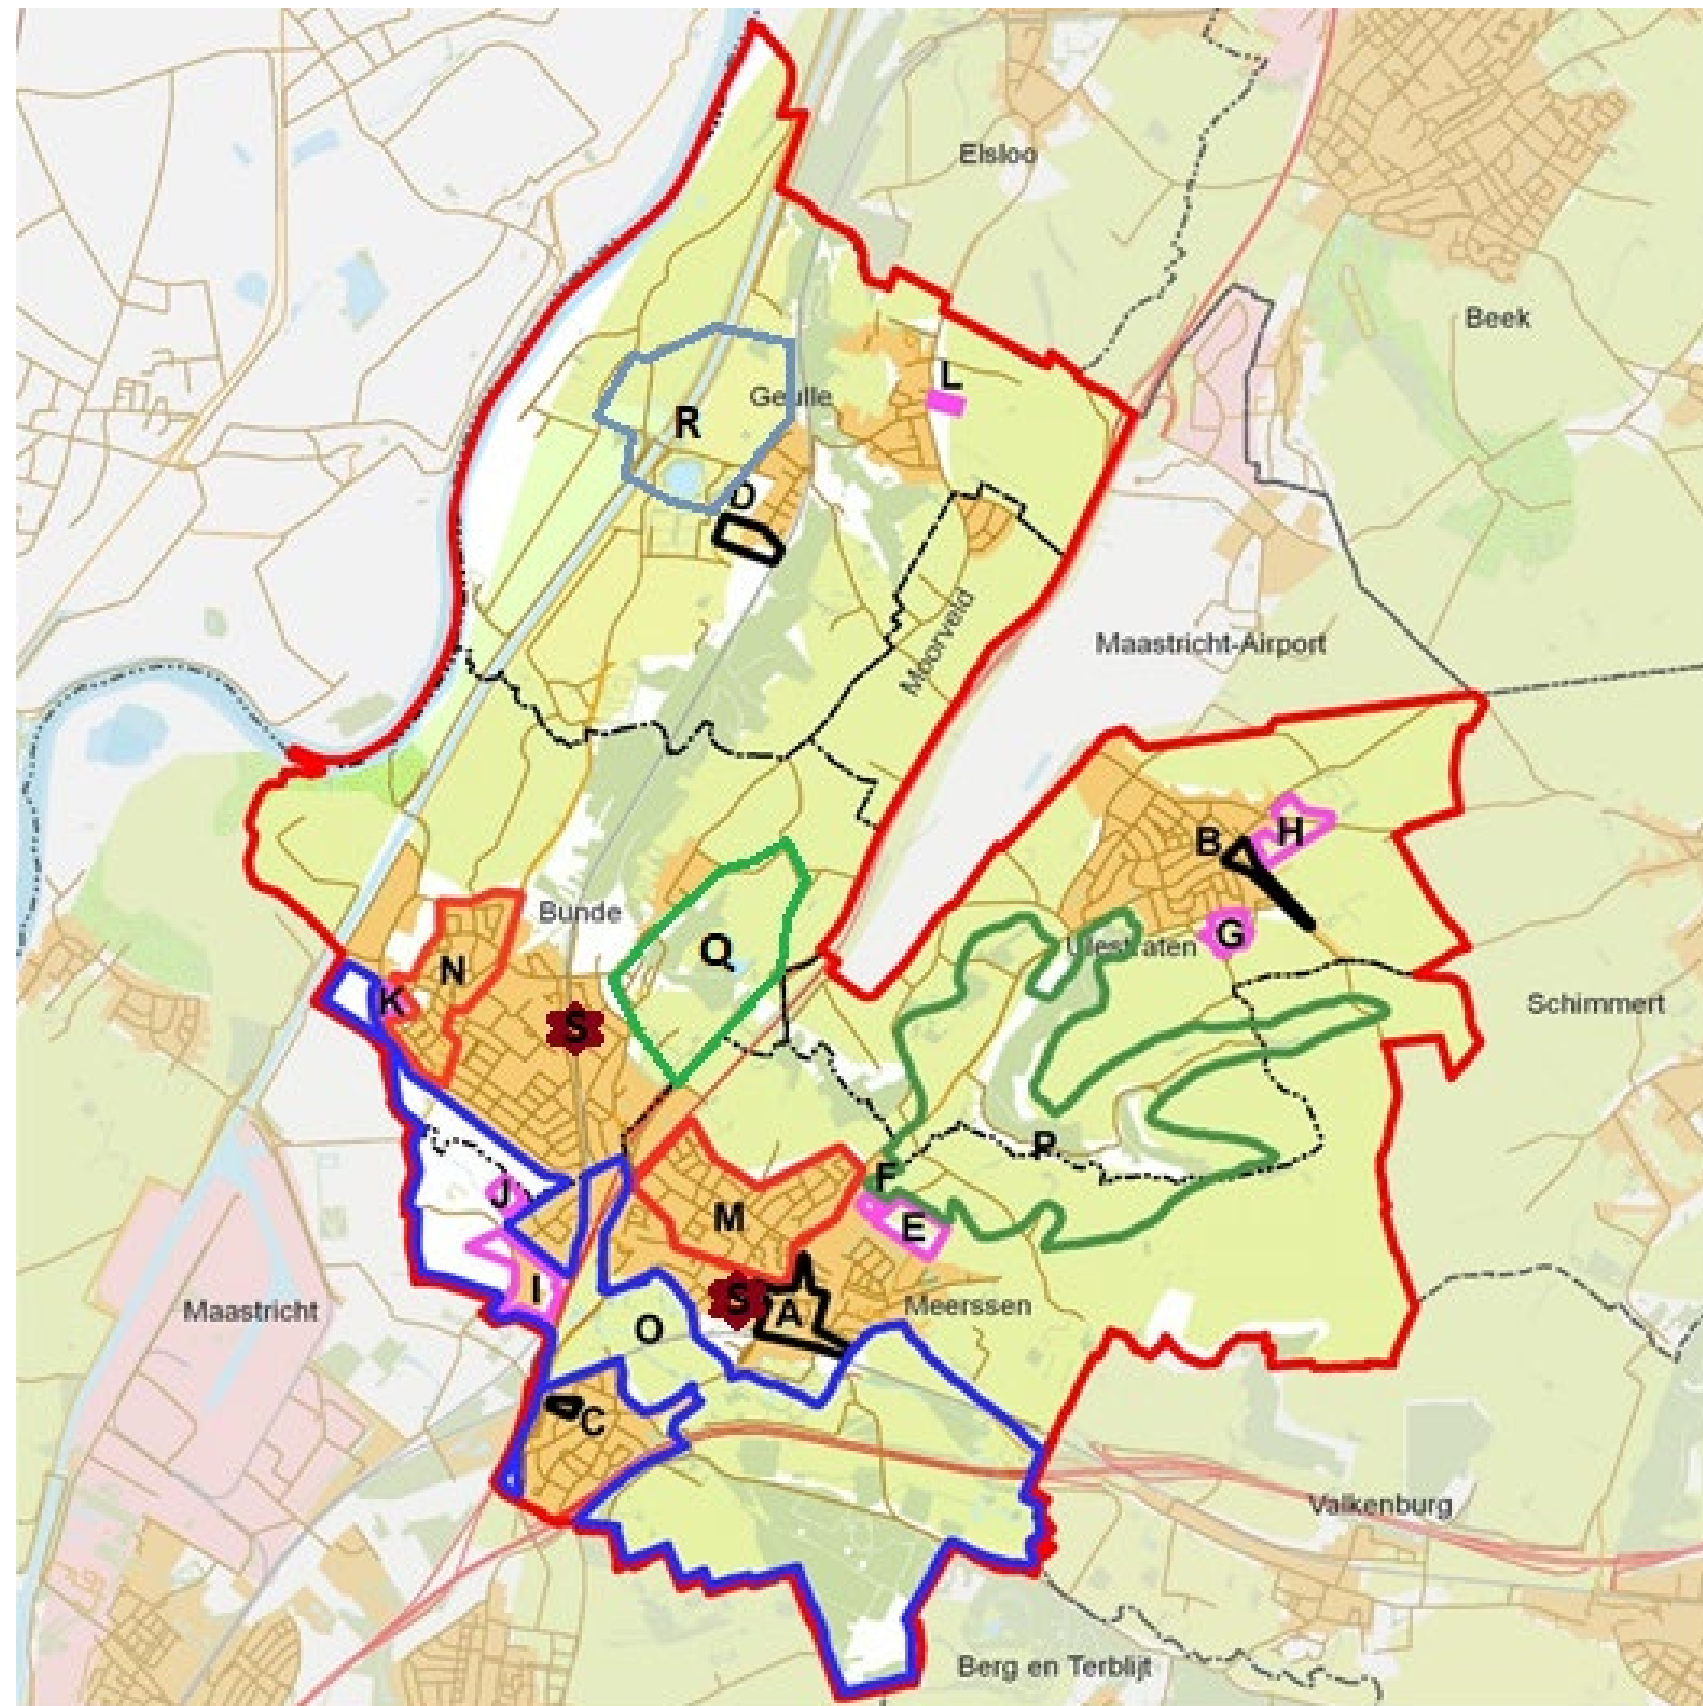 Elsloo
Beek
L
Geulle
R
D
Moorveld
Maastricht-Airport
B
H
Bunde
Q
G
Ulestraten
N
K
Schimmert
S
P
F
J
M
E
I
S
A
Meerssen
Maastricht
O
C
Valkenburg
Berg en Terblijt